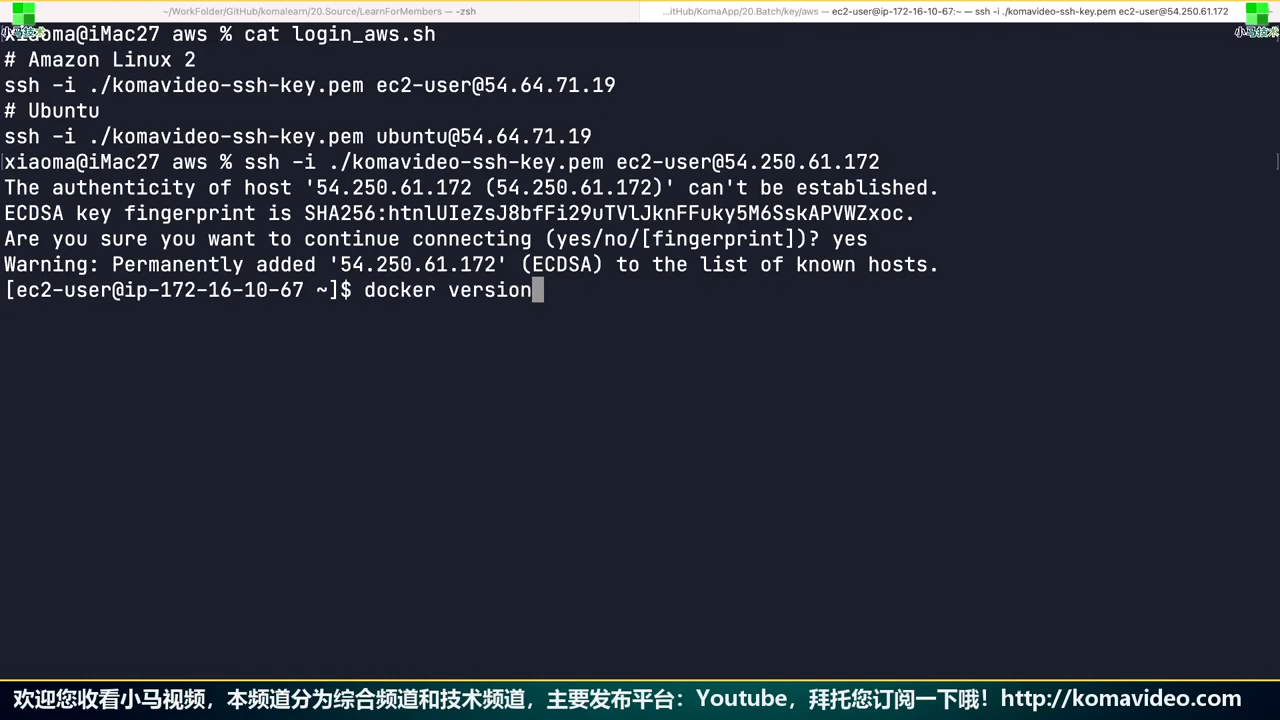 ~/WorkFolder/GitHub/komalearn/20.Source/LearnForMembers — -zsh
...itHub/KomaApp/20.Batch/key/aws — ec2-user@ip-172-16-10-67:~ — ssh -i ./komavideo-ssh-key.pem ec2-user@54.250.61.172
小马技术
小马技术
xiaoma@iMac27 aws % cat login_aws.sh
# Amazon Linux 2
ssh -i ./komavideo-ssh-key.pem ec2-user@54.64.71.19
# Ubuntu
ssh -i ./komavideo-ssh-key.pem ubuntu@54.64.71.19
xiaoma@iMac27 aws % ssh -i ./komavideo-ssh-key.pem ec2-user@54.250.61.172
The authenticity of host '54.250.61.172 (54.250.61.172)' can't be established.
ECDSA key fingerprint is SHA256:htnlUIeZsJ8bfFi29uTVlJknFFuky5M6SskAPVWZxoc.
Are you sure you want to continue connecting (yes/no/[fingerprint])? yes
Warning: Permanently added '54.250.61.172' (ECDSA) to the list of known hosts.
[ec2-user@ip-172-16-10-67 ~]$ docker version
欢迎您收看小马视频，本频道分为综合频道和技术频道，主要发布平台：Youtube，拜托您订阅一下哦！http://komavideo.com